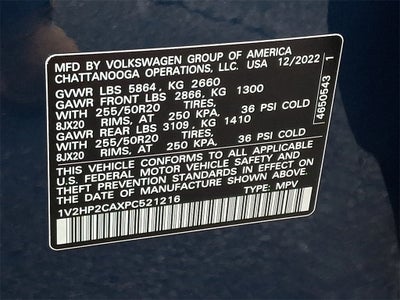 MFD BY VOLKSWAGEN GROUP OF AMERICA
CHATTANOOGA OPERATIONS, LLC. USA 12/2022
GVWR LBS 5864, KG 2660
GAWR FRONT LBS 2866, KG 1300
WITH 255/50R20 TIRES,
8JX20 RIMS, AT 250 KPA, 36 PSI COLD
GAWR REAR LBS 3109, KG 1410
WITH 255/50R20 TIRES,
8JX20 RIMS, AT 250 KPA, 36 PSI COLD
THIS VEHICLE CONFORMS TO ALL APPLICABLE
U.S. FEDERAL MOTOR VEHICLE SAFETY AND
THEFT PREVENTION STANDARDS IN EFFECT ON
THE DATE OF MANUFACTURE SHOWN ABOVE.
1V2HP2CAXPC521216 TYPE: MPV
4650543 1